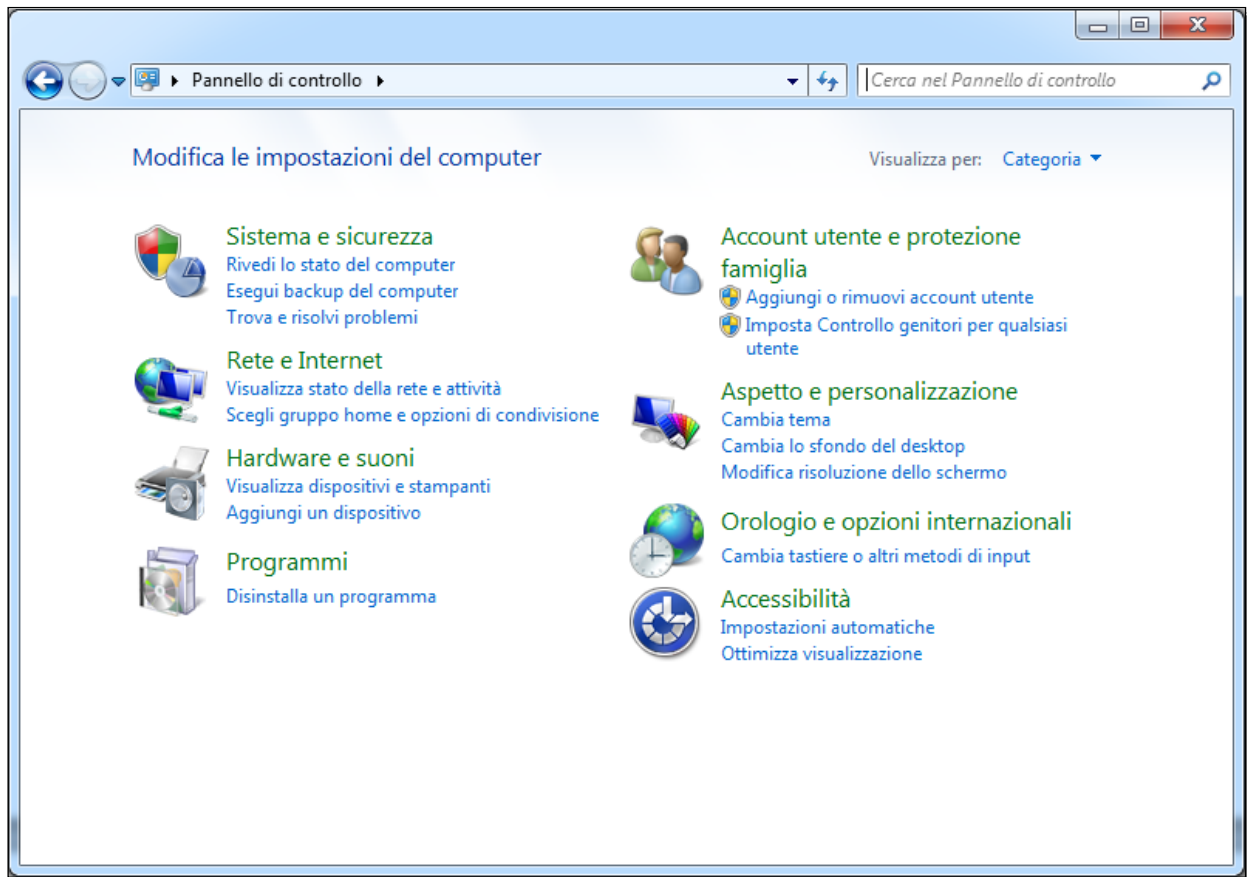 Pannello di controllo
Cerca nel Pannello di controllo
Modifica le impostazioni del computer
Visualizza per: Categoria
Sistema e sicurezza
Rivedi lo stato del computer
Esegui backup del computer
Trova e risolvi problemi
Rete e Internet
Visualizza stato della rete e attività
Scegli gruppo home e opzioni di condivisione
Hardware e suoni
Visualizza dispositivi e stampanti
Aggiungi un dispositivo
Programmi
Disinstalla un programma
Account utente e protezione
famiglia
Aggiungi o rimuovi account utente
Imposta Controllo genitori per qualsiasi
utente
Aspetto e personalizzazione
Cambia tema
Cambia lo sfondo del desktop
Modifica risoluzione dello schermo
Orologio e opzioni internazionali
Cambia tastiere o altri metodi di input
Accessibilità
Impostazioni automatiche
Ottimizza visualizzazione